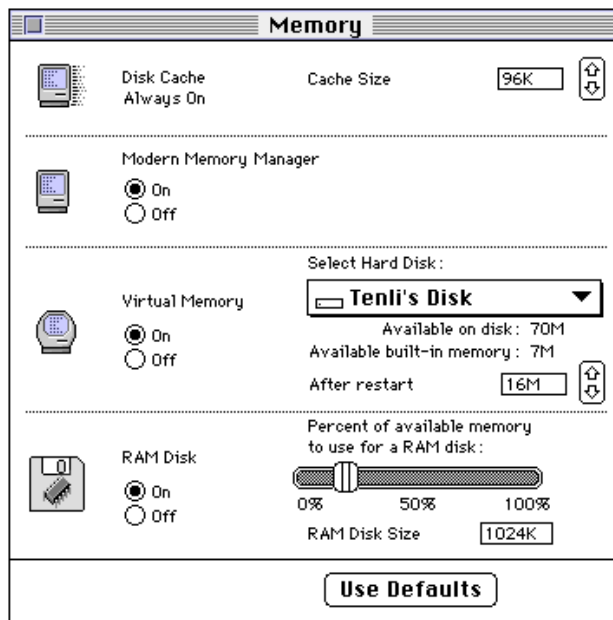 Memory
Disk Cache
Always On
Cache Size
96K
Modern Memory Manager
On
Off
Select Hard Disk:
Tenli's Disk
Virtual Memory
On
Off
Available on disk: 70M
Available built-in memory: 7M
After restart
16M
Percent of available memory
to use for a RAM disk:
RAM Disk
On
Off
0% 50% 100%
RAM Disk Size
1024K
Use Defaults